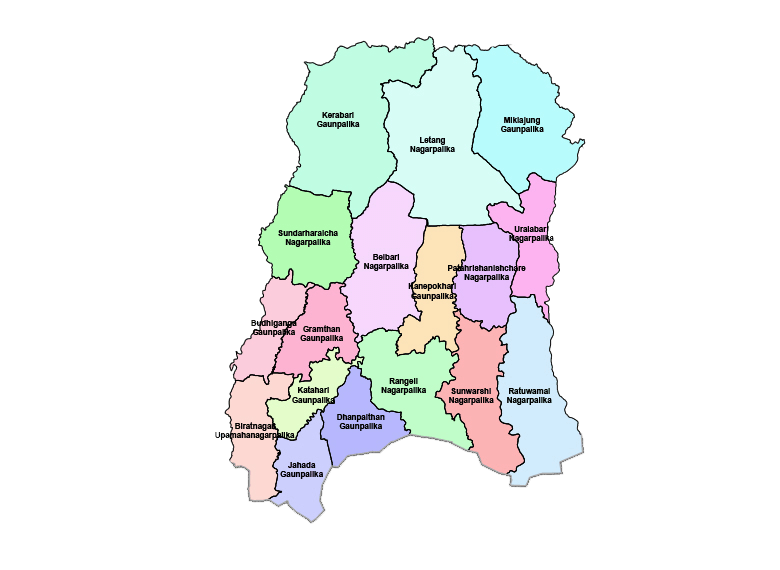 Kerabari
Gaunpalika
Letang
Nagarpalika
Miklajung
Gaunpalika
Sundarharaicha
Nagarpalika
Uralabari
Nagarpalika
Belbari
Nagarpalika
Patahrishanishchare
Nagarpalika
Kanepokhari
Gaunpalika
Budhiganga
Gaunpalika
Gramthan
Gaunpalika
Katahari
Gaunpalika
Rangeli
Nagarpalika
Sunwarshi
Nagarpalika
Ratuwamai
Nagarpalika
Biratnagar
Upamahanagarpalika
Dhanpalthan
Gaunpalika
Jahada
Gaunpalika